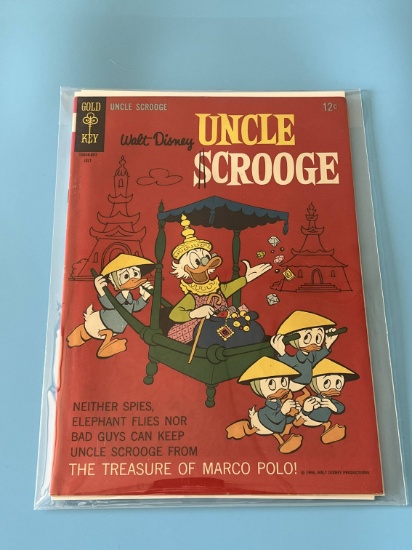 GOLD
KEY
UNCLE SCROOGE
12¢
Walt Disney
UNCLE
$CROOGE
NEITHER SPIES,
ELEPHANT FLIES NOR
BAD GUYS CAN KEEP
UNCLE SCROOGE FROM
THE TREASURE OF MARCO POLO!